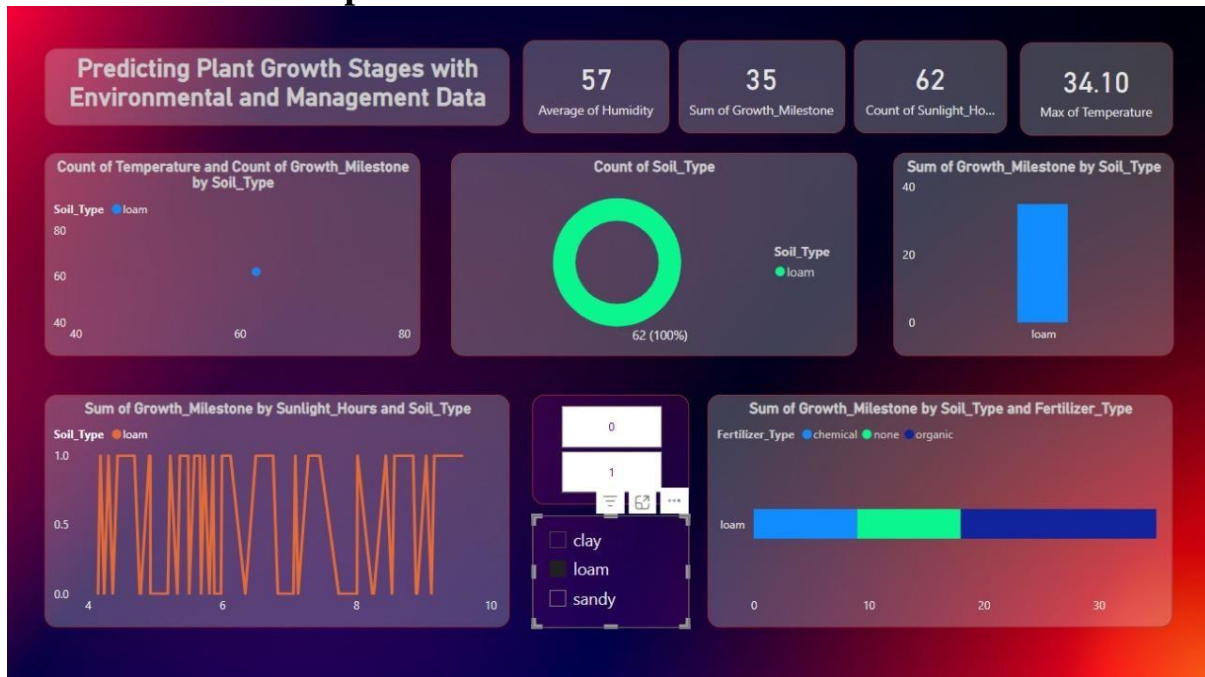 Predicting Plant Growth Stages with
Environmental and Management Data
57
Average of Humidity
35
Sum of Growth_Milestone
62
Count of Sunlight_Ho...
34.10
Max of Temperature
Count of Temperature and Count of Growth_Milestone
by Soil_Type
Soil_Type loam
80
60
40
40 60 80
Count of Soil_Type
62 (100%)
Soil_Type
loam
Sum of Growth_Milestone by Soil_Type
40
20
0
loam
Sum of Growth_Milestone by Sunlight_Hours and Soil_Type
Soil_Type loam
1.0
0.5
0.0
4 6 8 10
0
1
clay
loam
sandy
Sum of Growth_Milestone by Soil_Type and Fertilizer_Type
Fertilizer_Type chemical none organic
loam
0 10 20 30